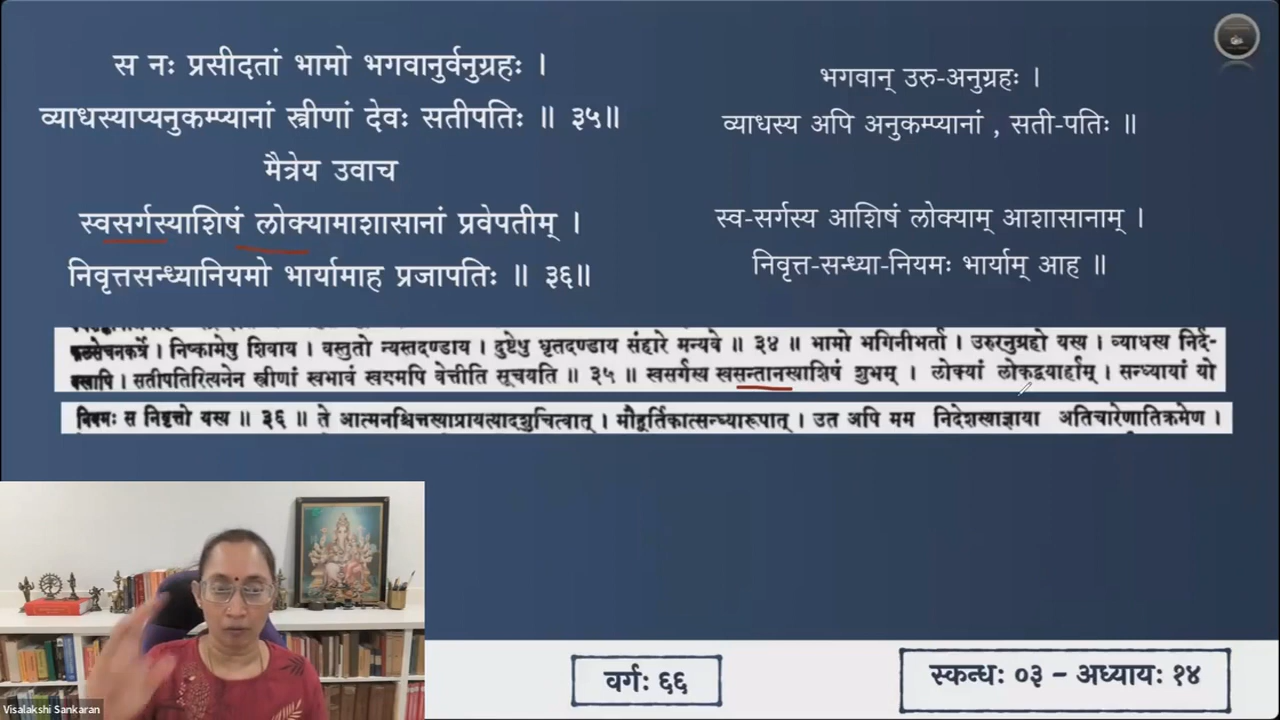 स नः प्रसीदतां भामो भगवानुर्वनुग्रहः ।
व्याधस्याप्यनुकम्प्यानां स्त्रीणां देवः सतीपतिः ॥ ३५॥
मैत्रेय उवाच
स्वसर्गस्याशिषं लोक्यामाशासानां प्रवेपतीम् ।
निवृत्तसन्ध्यानियमो भार्यामाह प्रजापतिः ॥ ३६॥
भगवान् उरु-अनुग्रहः ।
व्याधस्य अपि अनुकम्प्यानां , सती-पतिः ॥
स्व-सर्गस्य आशिषं लोक्याम् आशासानाम् ।
निवृत्त-सन्ध्या-नियमः भार्याम् आह ॥
निष्कामेषु शिवाय । वस्तुतो न्यस्तदण्डाय । दुष्टेषु धृतदण्डाय संहारे मन्यवे ॥ ३४ ॥ भामो भगिनीभर्ता । उरुरनुग्रहो यस्य । व्याधस्य निर्द-
सतीपतिरित्यनेन स्त्रीणां स्वभावं स्वयमपि वेत्तीति सूचयति ॥ ३५ ॥ स्वसर्गस्य स्वसन्तानस्याशिषं शुभम् । लोक्यां लोकद्वयार्हाम् । सन्ध्यायां यो
नियमः स निवृत्तो यस्य ॥ ३६ ॥ ते आत्मनश्चित्तस्याप्रायत्यादशुचित्वात् । मौहूर्तिकात्सन्ध्यारूपात् । उत अपि मम निदेशस्याज्ञाया अतिचारेणातिक्रमेण ।
Visalakshi Sankaran
वर्गः ६६
स्कन्धः ०३ – अध्यायः १४